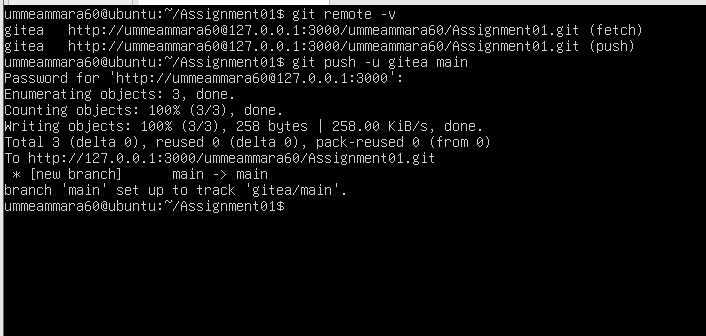 ummeammara60@ubuntu:~/Assignment01$ git remote -v
gitea   http://ummeammara60@127.0.0.1:3000/ummeammara60/Assignment01.git (fetch)
gitea   http://ummeammara60@127.0.0.1:3000/ummeammara60/Assignment01.git (push)
ummeammara60@ubuntu:~/Assignment01$ git push -u gitea main
Password for 'http://ummeammara60@127.0.0.1:3000':
Enumerating objects: 3, done.
Counting objects: 100% (3/3), done.
Writing objects: 100% (3/3), 258 bytes | 258.00 KiB/s, done.
Total 3 (delta 0), reused 0 (delta 0), pack-reused 0 (from 0)
To http://127.0.0.1:3000/ummeammara60/Assignment01.git
 * [new branch]      main -> main
branch 'main' set up to track 'gitea/main'.
ummeammara60@ubuntu:~/Assignment01$